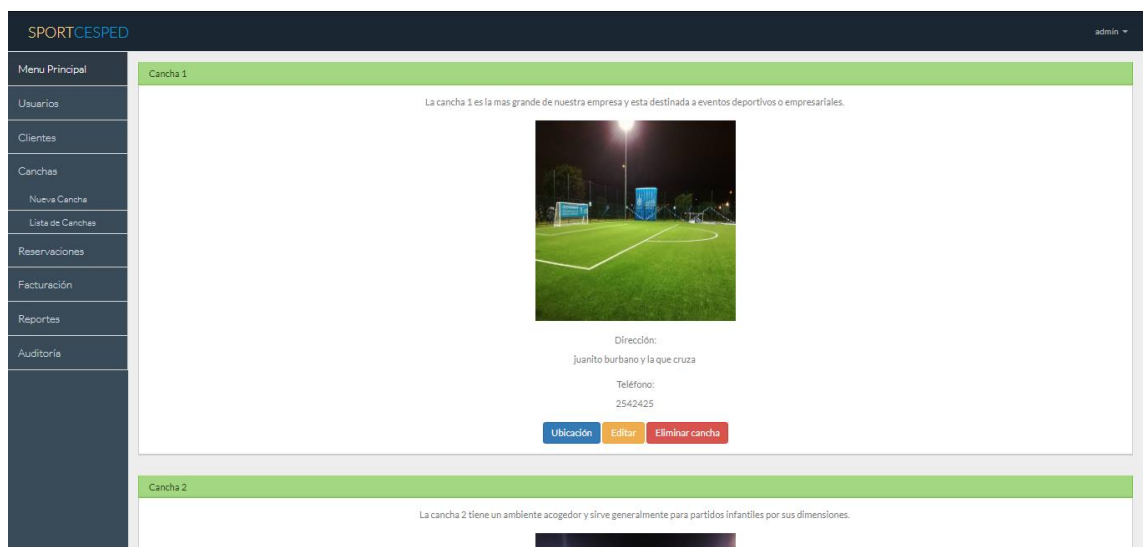 SPORTCESPED
admin
Menu Principal
Usuarios
Clientes
Canchas
Nueva Cancha
Lista de Canchas
Reservaciones
Facturación
Reportes
Auditoría
Cancha 1
La cancha 1 es la mas grande de nuestra empresa y esta destinada a eventos deportivos o empresariales.
Dirección:
juanito burbano y la que cruza
Teléfono:
2542425
Ubicación Editar Eliminar cancha
Cancha 2
La cancha 2 tiene un ambiente acogedor y sirve generalmente para partidos infantiles por sus dimensiones.